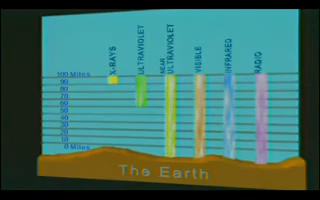 X-RAYS
ULTRAVIOLET
NEAR
ULTRAVIOLET
VISIBLE
INFRARED
RADIO
100 Miles
90
80
70
60
50
40
30
20
10
0 Miles
The Earth